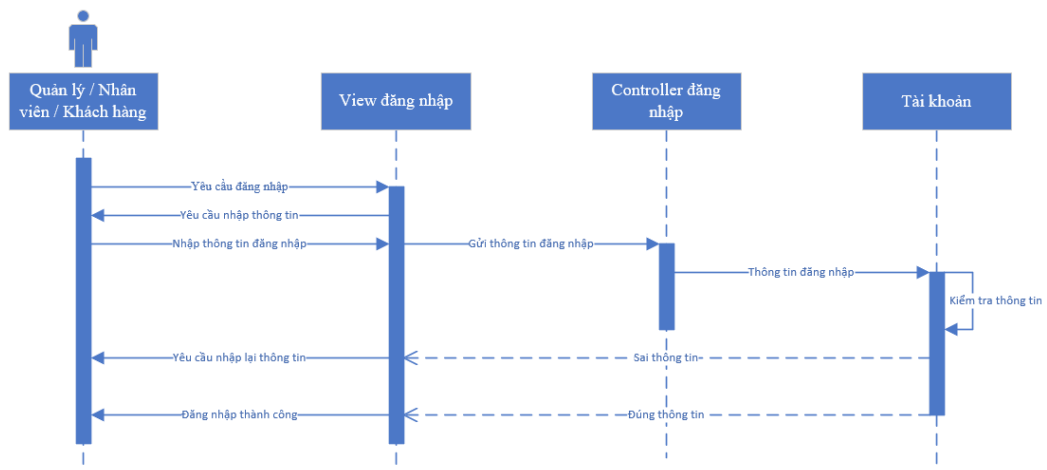 Quản lý / Nhân
viên / Khách hàng
View đăng nhập
Controller đăng
nhập
Tài khoản
Yêu cầu đăng nhập
Yêu cầu nhập thông tin
Nhập thông tin đăng nhập
Gửi thông tin đăng nhập
Thông tin đăng nhập
Kiểm tra thông tin
Yêu cầu nhập lại thông tin
Sai thông tin
Đăng nhập thành công
Đúng thông tin